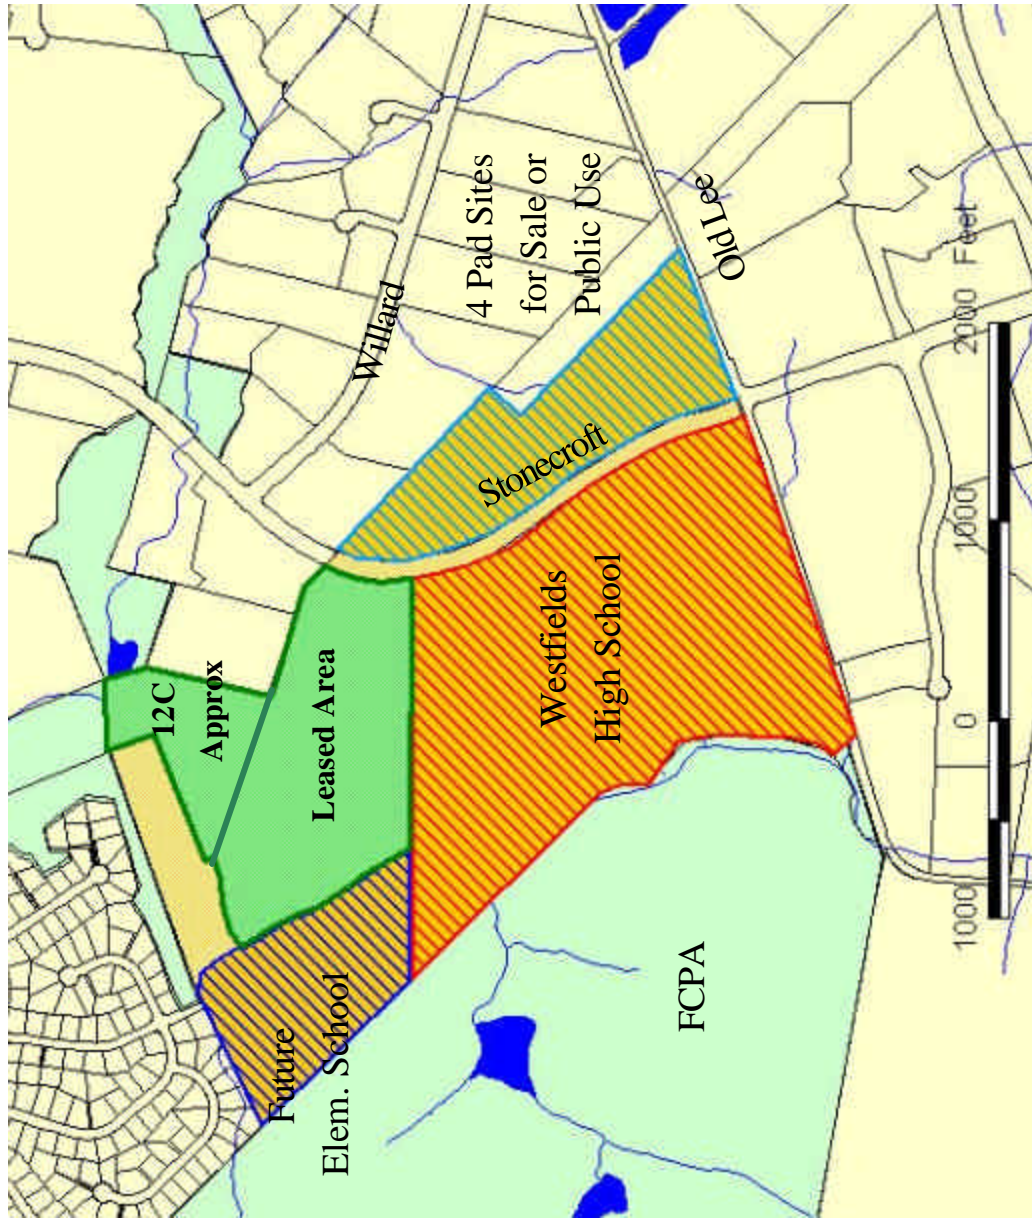 12C
Approx
Leased Area
Future
Elem. School
Willard
4 Pad Sites
for Sale or
Public Use
Stonecroft
Old Lee
Westfields
High School
FCPA
1000 0 1000 2000 Feet